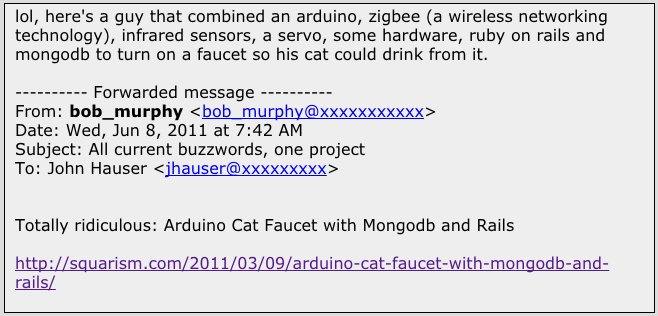 lol, here's a guy that combined an arduino, zigbee (a wireless networking
technology), infrared sensors, a servo, some hardware, ruby on rails and
mongodb to turn on a faucet so his cat could drink from it.
---------- Forwarded message ----------
From: bob_murphy <bob_murphy@xxxxxxxxxxx>
Date: Wed, Jun 8, 2011 at 7:42 AM
Subject: All current buzzwords, one project
To: John Hauser <jhauser@xxxxxxxxx>
Totally ridiculous: Arduino Cat Faucet with Mongodb and Rails
http://squarism.com/2011/03/09/arduino-cat-faucet-with-mongodb-and-
rails/